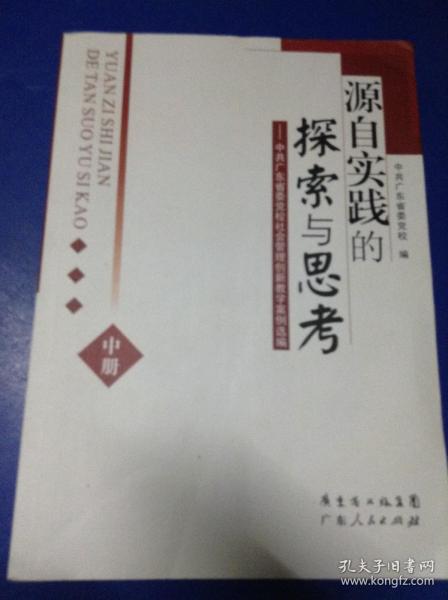 源自实践的
探索与思考
——中共广东省委党校社会管理创新教学案例选编
中共广东省委党校 编
YUAN ZI SHI JIAN
DE TAN SUO YU SI KAO
中册
广东省出版集团
广东人民出版社
孔夫子旧书网
www.kongfz.com